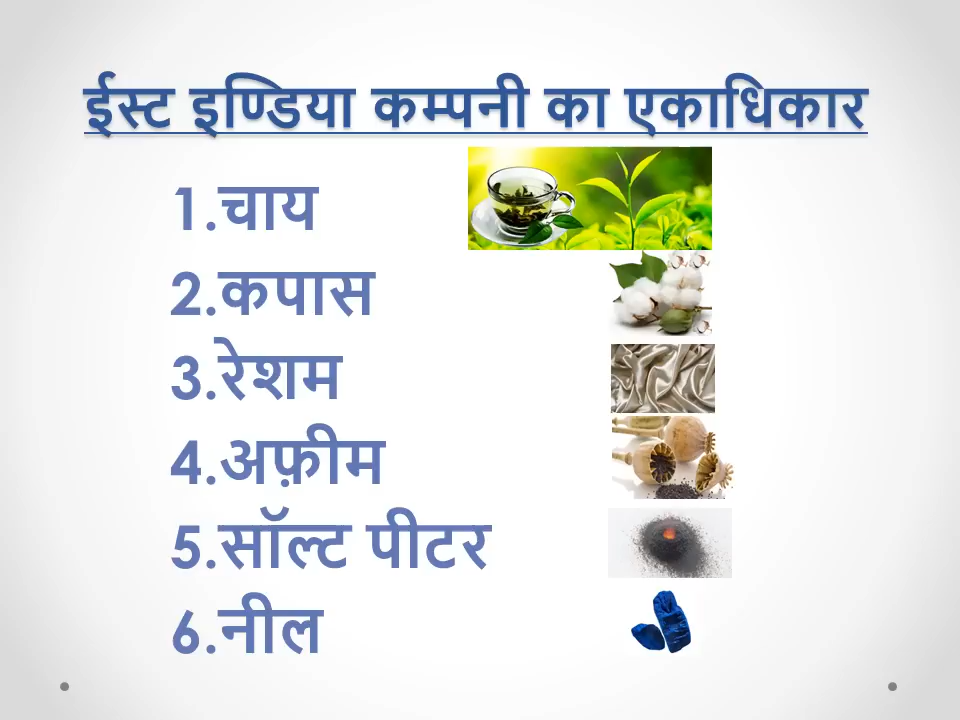 ईस्ट इण्डिया कम्पनी का एकाधिकार
1.चाय
2.कपास
3.रेशम
4.अफ़ीम
5.सॉल्ट पीटर
6.नील